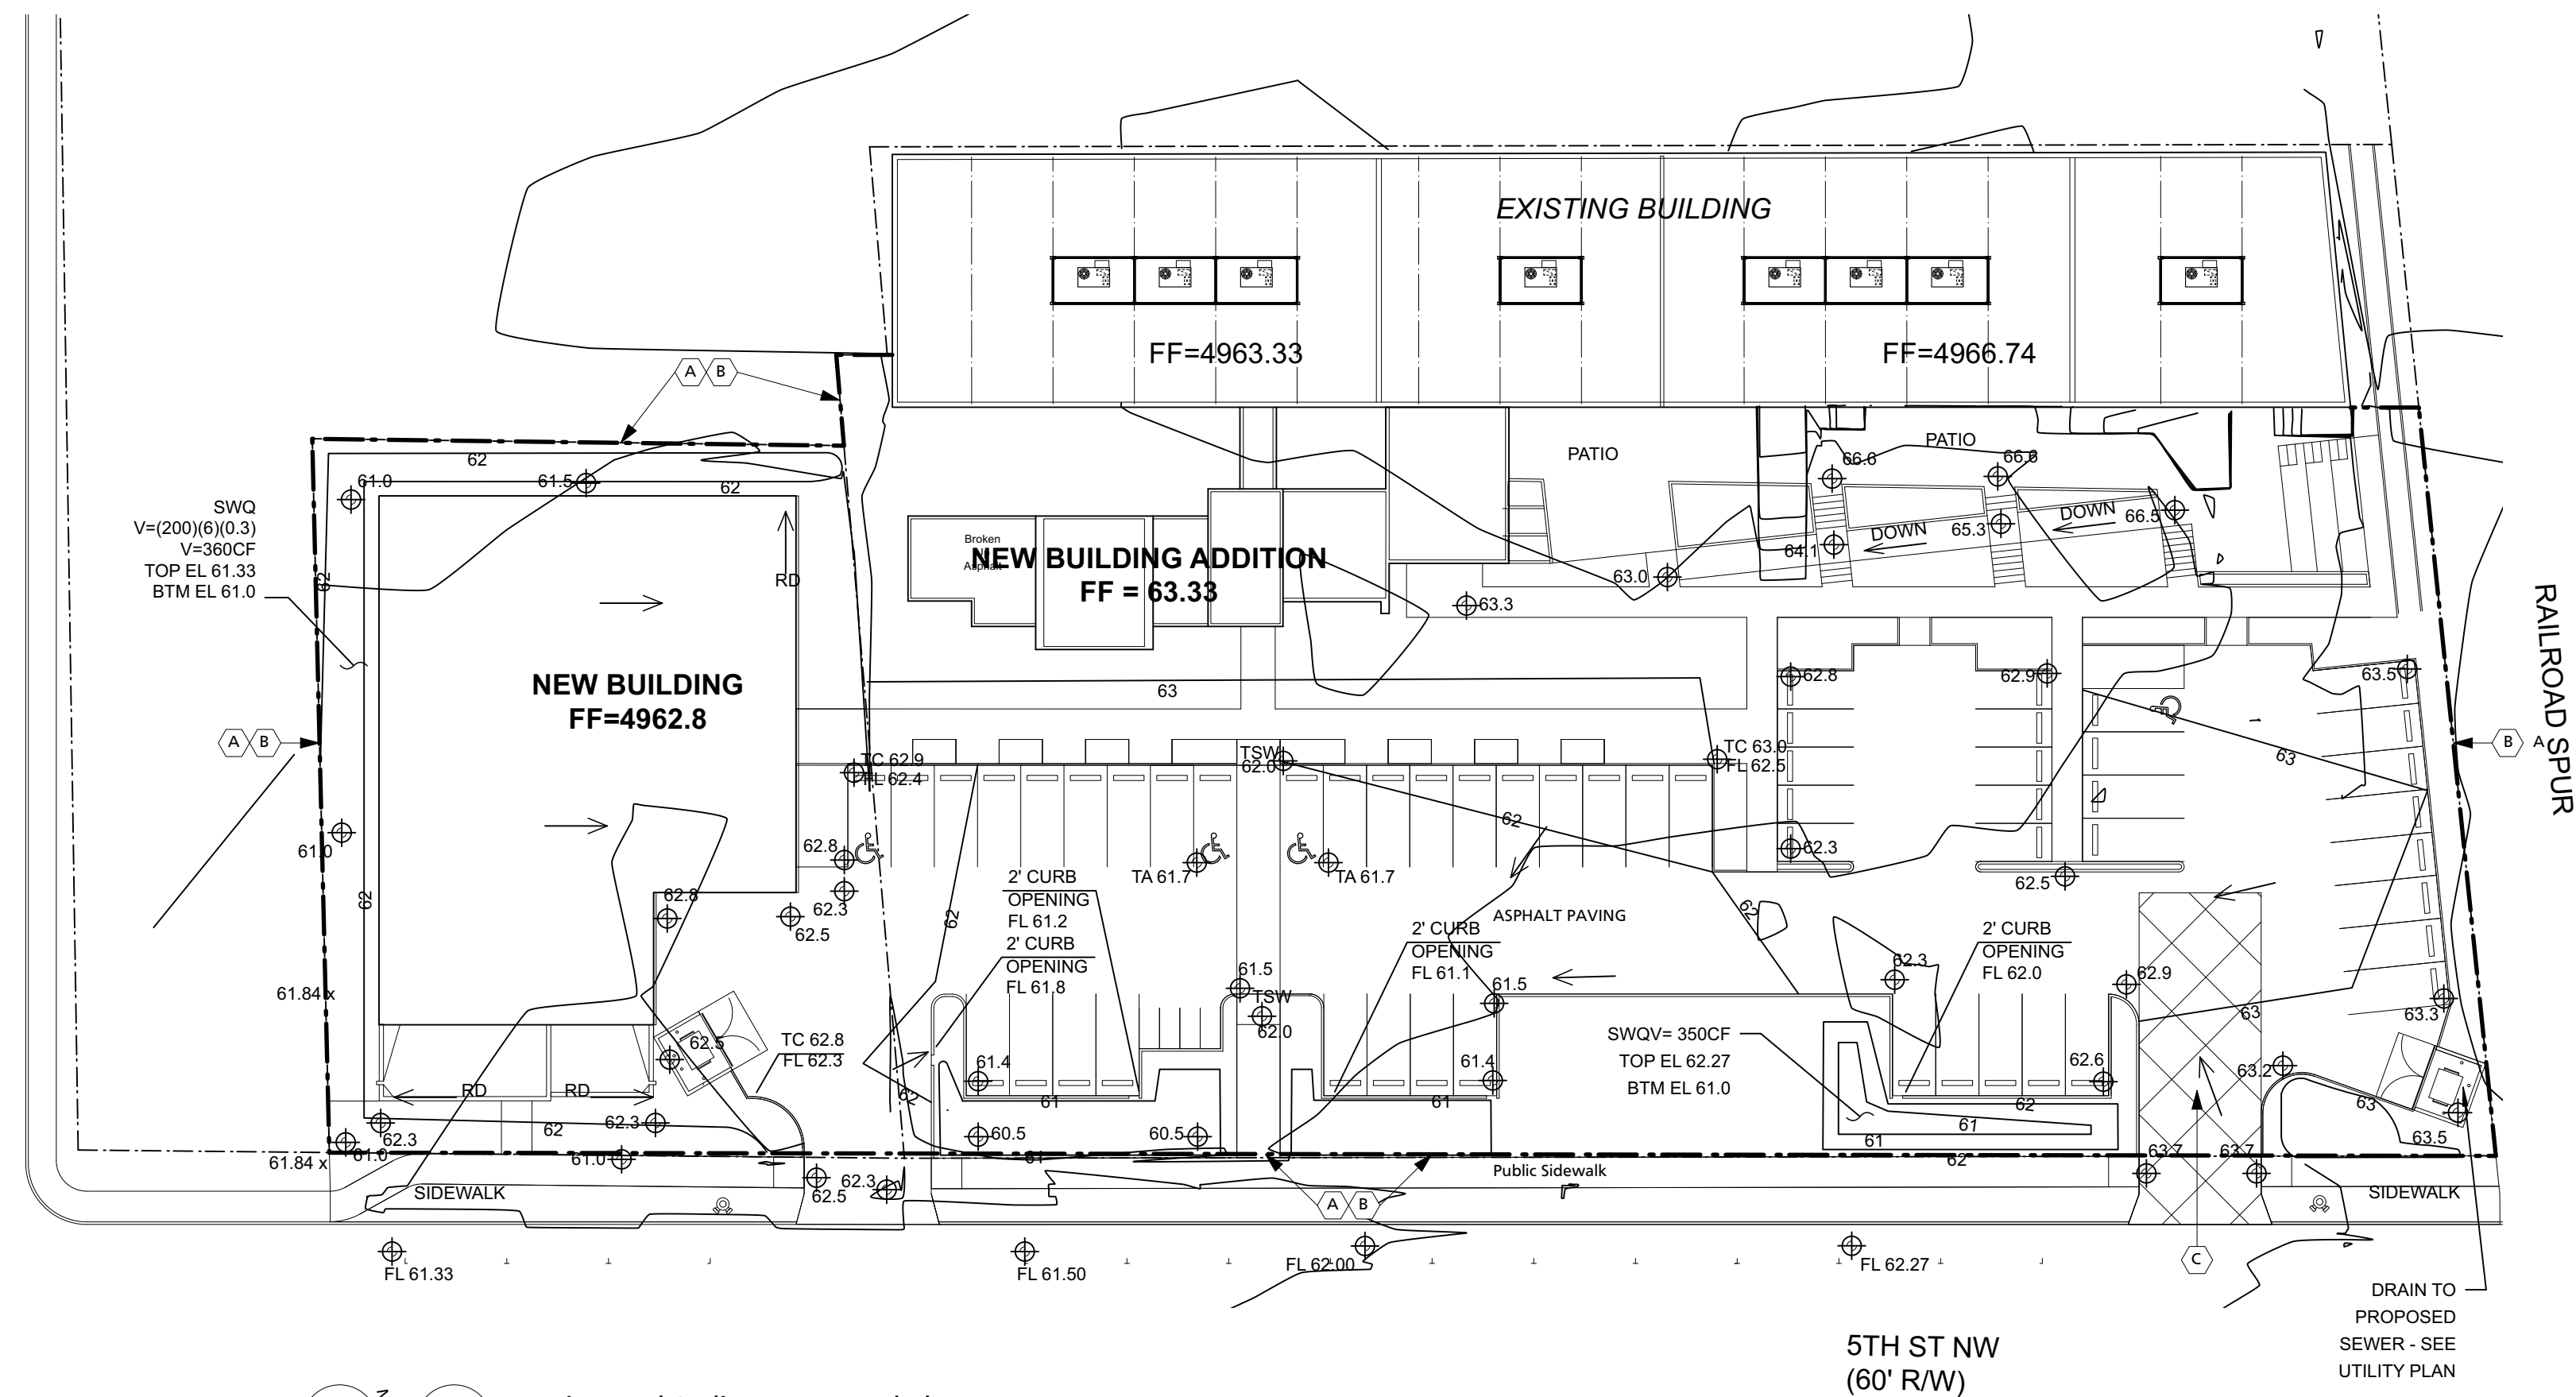 EXISTING BUILDING
FF=4963.33
FF=4966.74
A B
62
61.0
61.5
62
SWQ
V=(200)(6)(0.3)
V=360CF
TOP EL 61.33
BTM EL 61.0
62
RD
NEW BUILDING
FF=4962.8
A B
61.0
62
61.84 x
61.84 x
Broken
Asphalt
NEW BUILDING ADDITION
FF = 63.33
PATIO
PATIO
66.6
66.6
66.5
DOWN
DOWN
65.3
64.1
63.0
63.3
63
62.8
62.9
63.5
RAILROAD SPUR
B A
63
TC 62.9
FL 62.4
TSW
62.0
TC 63.0
FL 62.5
62
62.8
62.3
62.5
62.8
TA 61.7
TA 61.7
62.3
62.5
62
2' CURB
OPENING
FL 61.2
2' CURB
OPENING
FL 61.8
62
ASPHALT PAVING
2' CURB
OPENING
FL 61.1
2' CURB
OPENING
FL 62.0
61.5
TSW
62.0
61.5
62.3
62.9
63
63.3
62.5
TC 62.8
FL 62.3
61.4
61.4
SWQV= 350CF
TOP EL 62.27
BTM EL 61.0
62.6
63.2
RD
RD
62
61
61
62
63
62.3
62
62.3
60.5
60.5
61
61
63.5
61.0
61.0
61
62
63.7
63.7
Public Sidewalk
SIDEWALK
62.5
62.3
A B
SIDEWALK
FL 61.33
FL 61.50
FL 62.00
FL 62.27
C
DRAIN TO
PROPOSED
SEWER - SEE
UTILITY PLAN
5TH ST NW
(60' R/W)